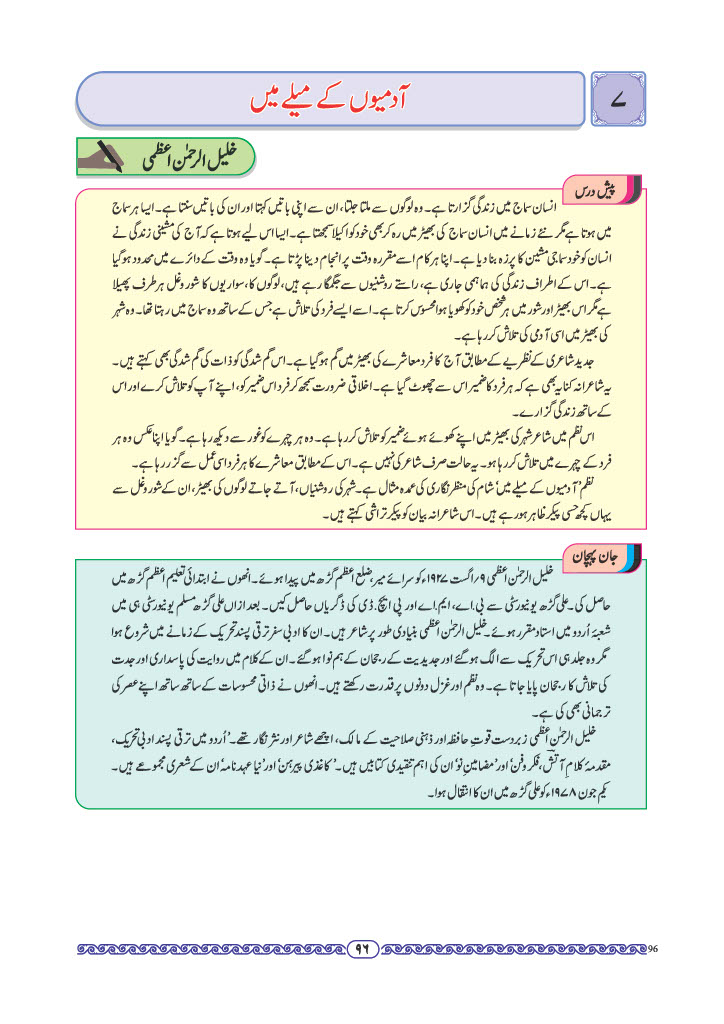 ۷
آدمیوں کے میلے میں
خلیل الرحمٰن اعظمی
پیش درس
انسان سماج میں زندگی گزارتا ہے۔ وہ لوگوں سے ملتا جلتا، ان سے اپنی باتیں کہتا اور ان کی باتیں سنتا ہے۔ ایسا ہر سماج
میں ہوتا ہے مگر نئے زمانے میں انسان سماج کی بھیڑ میں رہ کر بھی خود کو اکیلا سمجھتا ہے۔ ایسا اس لیے ہوتا ہے کہ آج کی مشینی زندگی نے
انسان کو خود سماجی مشین کا پرزہ بنا دیا ہے۔ اپنا ہر کام اسے مقررہ وقت پر انجام دینا پڑتا ہے۔ گویا وہ وقت کے دائرے میں محدود ہوگیا
ہے۔ اس کے اطراف زندگی کی ہماہمی جاری ہے، راستے روشنیوں سے جگمگا رہے ہیں، لوگوں کا، سواریوں کا شور و غل ہر طرف پھیلا
ہے مگر اس بھیڑ اور شور میں ہر شخص خود کو کھویا ہوا محسوس کرتا ہے۔ اسے ایسے فرد کی تلاش ہے جس کے ساتھ وہ سماج میں رہتا تھا۔ وہ شہر
کی بھیڑ میں اسی آدمی کی تلاش کر رہا ہے۔
جدید شاعری کے نظریے کے مطابق آج کا فرد معاشرے کی بھیڑ میں گم ہوگیا ہے۔ اس گم شدگی کو ذات کی گم شدگی بھی کہتے ہیں۔
یہ شاعرانہ کنایہ بھی ہے کہ ہر فرد کا ضمیر اس سے چھوٹ گیا ہے۔ اخلاقی ضرورت سمجھ کر فرد اس ضمیر کو، اپنے آپ کو تلاش کرے اور اس
کے ساتھ زندگی گزارے۔
اس نظم میں شاعر شہر کی بھیڑ میں اپنے کھوئے ہوئے ضمیر کو تلاش کر رہا ہے۔ وہ ہر چہرے کو غور سے دیکھ رہا ہے۔ گویا اپنا عکس وہ ہر
فرد کے چہرے میں تلاش کر رہا ہو۔ یہ حالت صرف شاعر کی نہیں ہے۔ اس کے مطابق معاشرے کا ہر فرد اسی عمل سے گزر رہا ہے۔
نظم 'آدمیوں کے میلے میں' شام کی منظر نگاری کی عمدہ مثال ہے۔ شہر کی روشنیاں، آتے جاتے لوگوں کی بھیڑ، ان کے شور و غل سے
یہاں کچھ حسی پیکر ظاہر ہو رہے ہیں۔ اس شاعرانہ بیان کو پیکر تراشی کہتے ہیں۔
جان پہچان
خلیل الرحمٰن اعظمی ۹؍اگست ۱۹۲۷ء کو سرائے میر، ضلع اعظم گڑھ میں پیدا ہوئے۔ انھوں نے ابتدائی تعلیم اعظم گڑھ میں
حاصل کی۔ علی گڑھ یونیورسٹی سے بی.اے، ایم.اے اور پی ایچ.ڈی کی ڈگریاں حاصل کیں۔ بعد ازاں علی گڑھ مسلم یونیورسٹی ہی میں
شعبۂ اُردو میں استاد مقرر ہوئے۔ خلیل الرحمٰن اعظمی بنیادی طور پر شاعر ہیں۔ ان کا ادبی سفر ترقی پسند تحریک کے زمانے میں شروع ہوا
مگر وہ جلد ہی اس تحریک سے الگ ہوگئے اور جدیدیت کے رجحان کے ہم نوا ہو گئے۔ ان کے کلام میں روایت کی پاسداری اور جدت
کی تلاش کا رجحان پایا جاتا ہے۔ وہ نظم اور غزل دونوں پر قدرت رکھتے ہیں۔ انھوں نے ذاتی محسوسات کے ساتھ ساتھ اپنے عصر کی
ترجمانی بھی کی ہے۔
خلیل الرحمٰن اعظمی زبردست قوتِ حافظہ اور ذہنی صلاحیت کے مالک، اچھے شاعر اور نثر نگار تھے۔ 'اُردو میں ترقی پسند ادبی تحریک،
مقدمہ کلامِ آتشؔ، فکر و فن' اور 'مضامینِ نو' ان کی اہم تنقیدی کتابیں ہیں۔ 'کاغذی پیرہن' اور 'نیا عہد نامہ' ان کے شعری مجموعے ہیں۔
یکم جون ۱۹۷۸ء کو علی گڑھ میں ان کا انتقال ہوا۔
۹۶
96